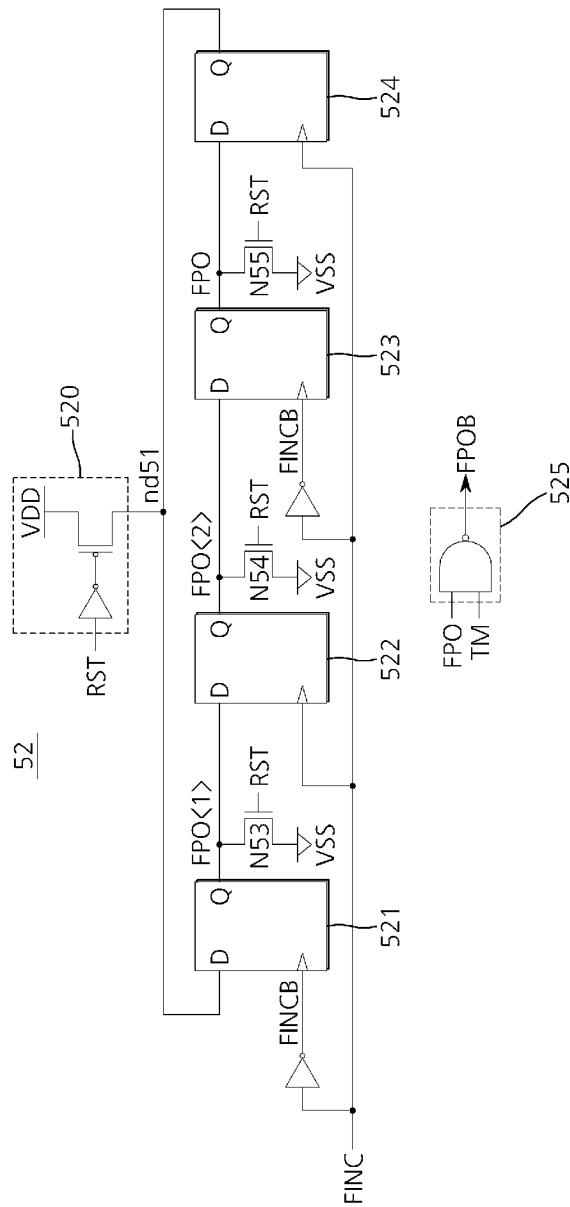 52
520
VDD
RST
nd51
D
Q
FPO<1>
D
Q
FPO<2>
D
Q
FPO
D
Q
N53
RST
VSS
N54
RST
VSS
N55
RST
VSS
FINCB
FINCB
521
522
523
524
FINC
FPO
TM
FPOB
525